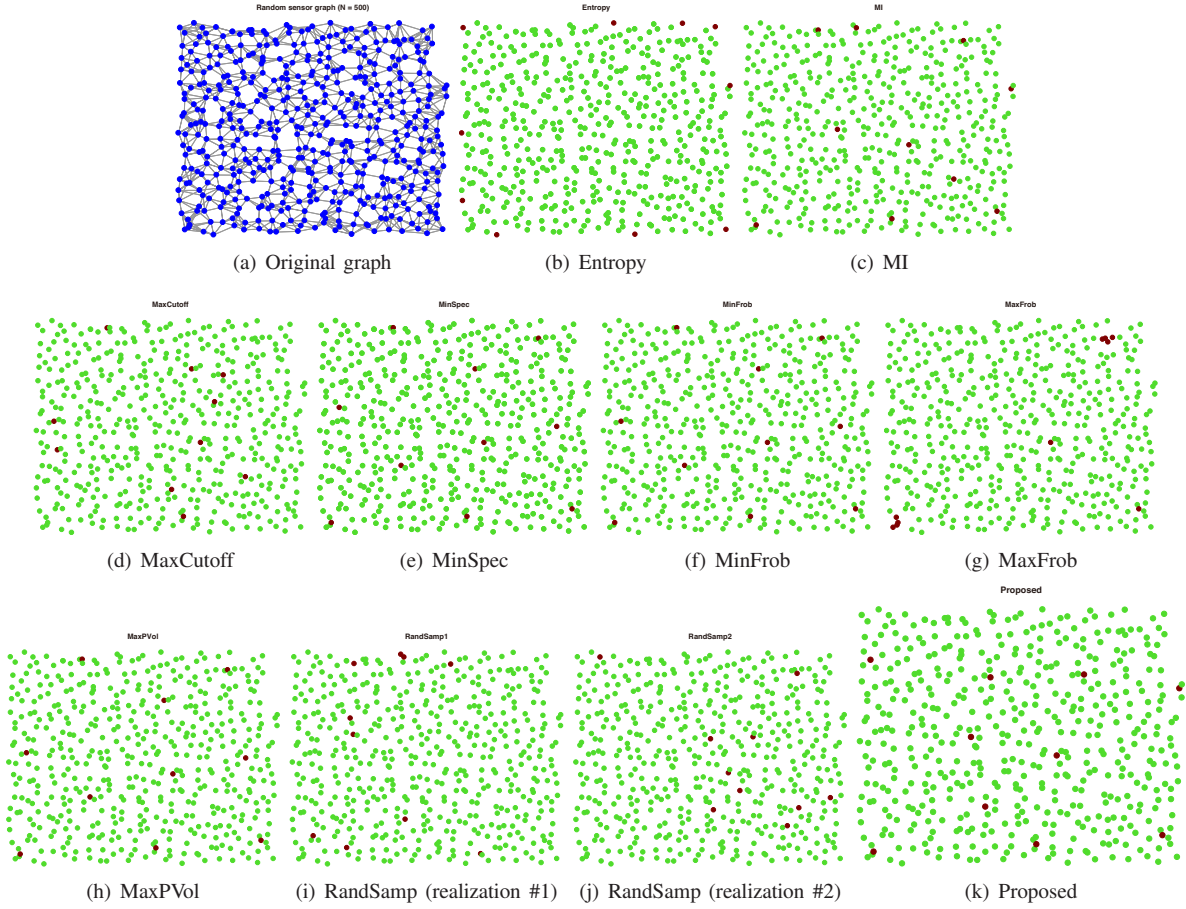 Random sensor graph (N = 500)
Entropy
MI
(a) Original graph
(b) Entropy
(c) MI
MaxCutoff
MinSpec
MinFrob
MaxFrob
(d) MaxCutoff
(e) MinSpec
(f) MinFrob
(g) MaxFrob
MaxPVol
RandSamp1
RandSamp2
Proposed
(h) MaxPVol
(i) RandSamp (realization #1)
(j) RandSamp (realization #2)
(k) Proposed